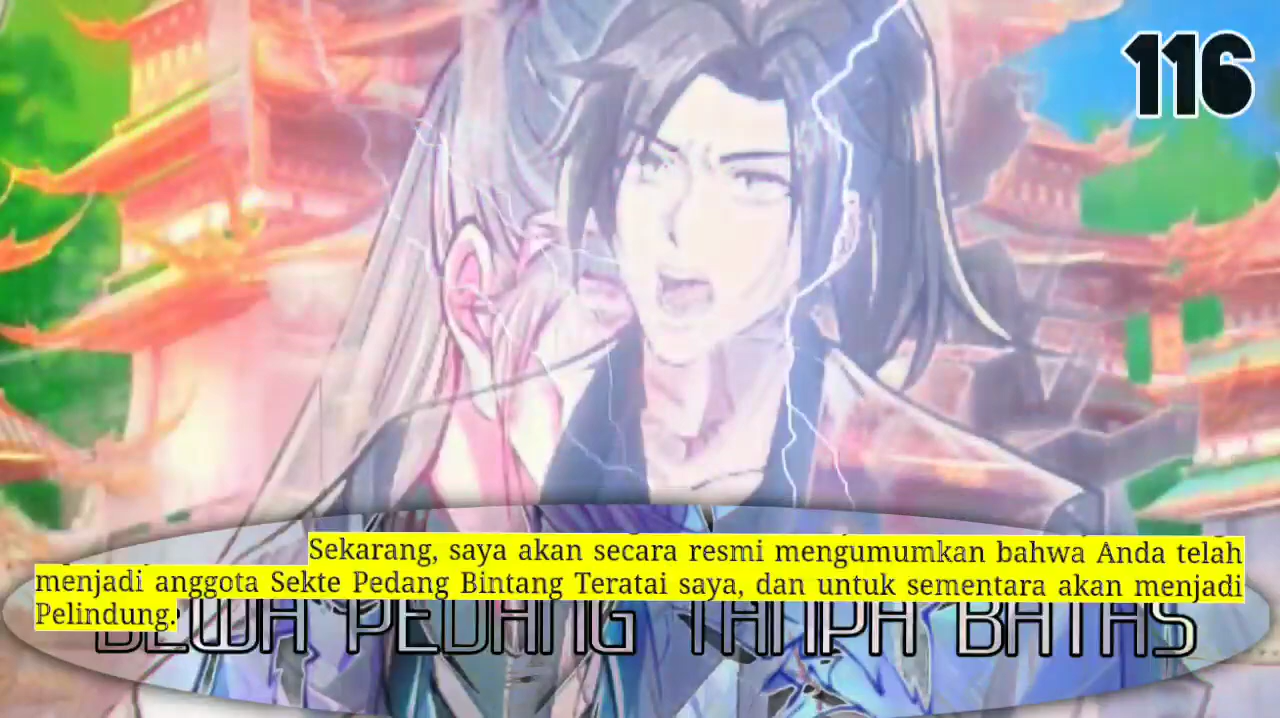 116
Sekarang, saya akan secara resmi mengumumkan bahwa Anda telah
menjadi anggota Sekte Pedang Bintang Teratai saya, dan untuk sementara akan menjadi
Pelindung.
DEWA PEDANG TANPA BATAS